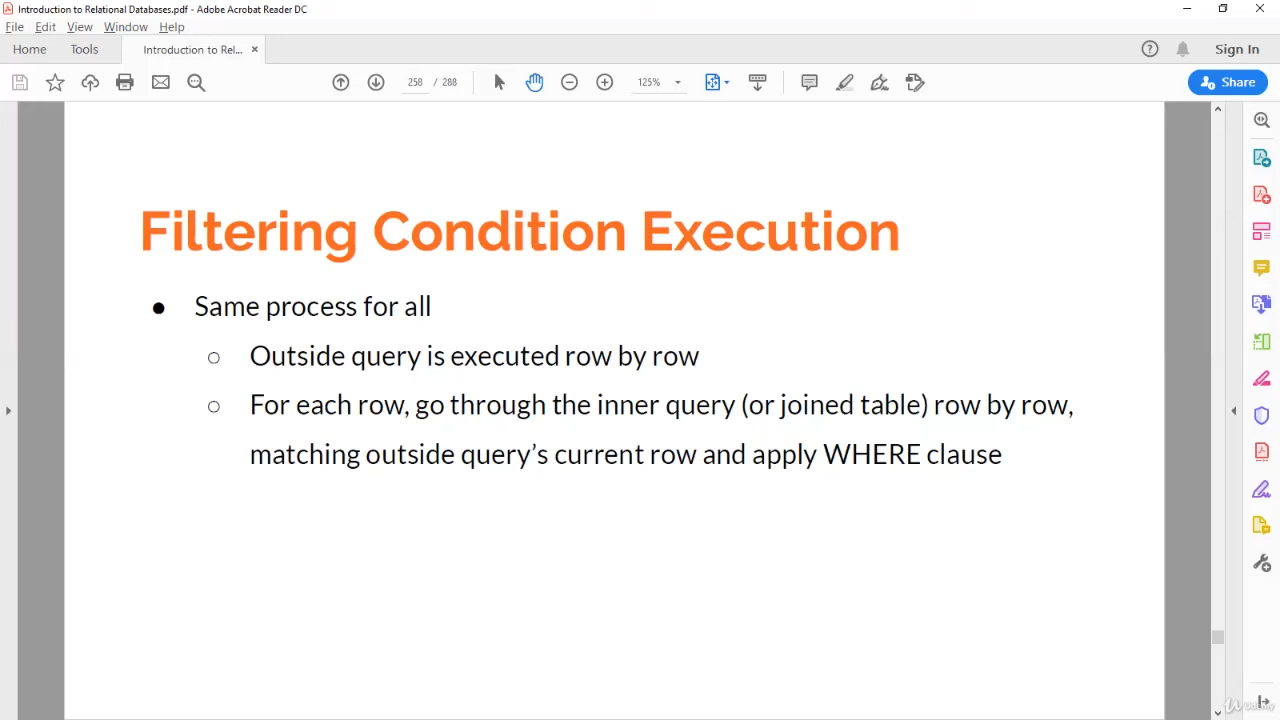 Introduction to Relational Databases.pdf - Adobe Acrobat Reader DC
File Edit View Window Help
Home Tools Introduction to Rel... × Sign In
258 / 288 125% Share
Filtering Condition Execution
● Same process for all
○ Outside query is executed row by row
○ For each row, go through the inner query (or joined table) row by row,
matching outside query’s current row and apply WHERE clause
Udemy